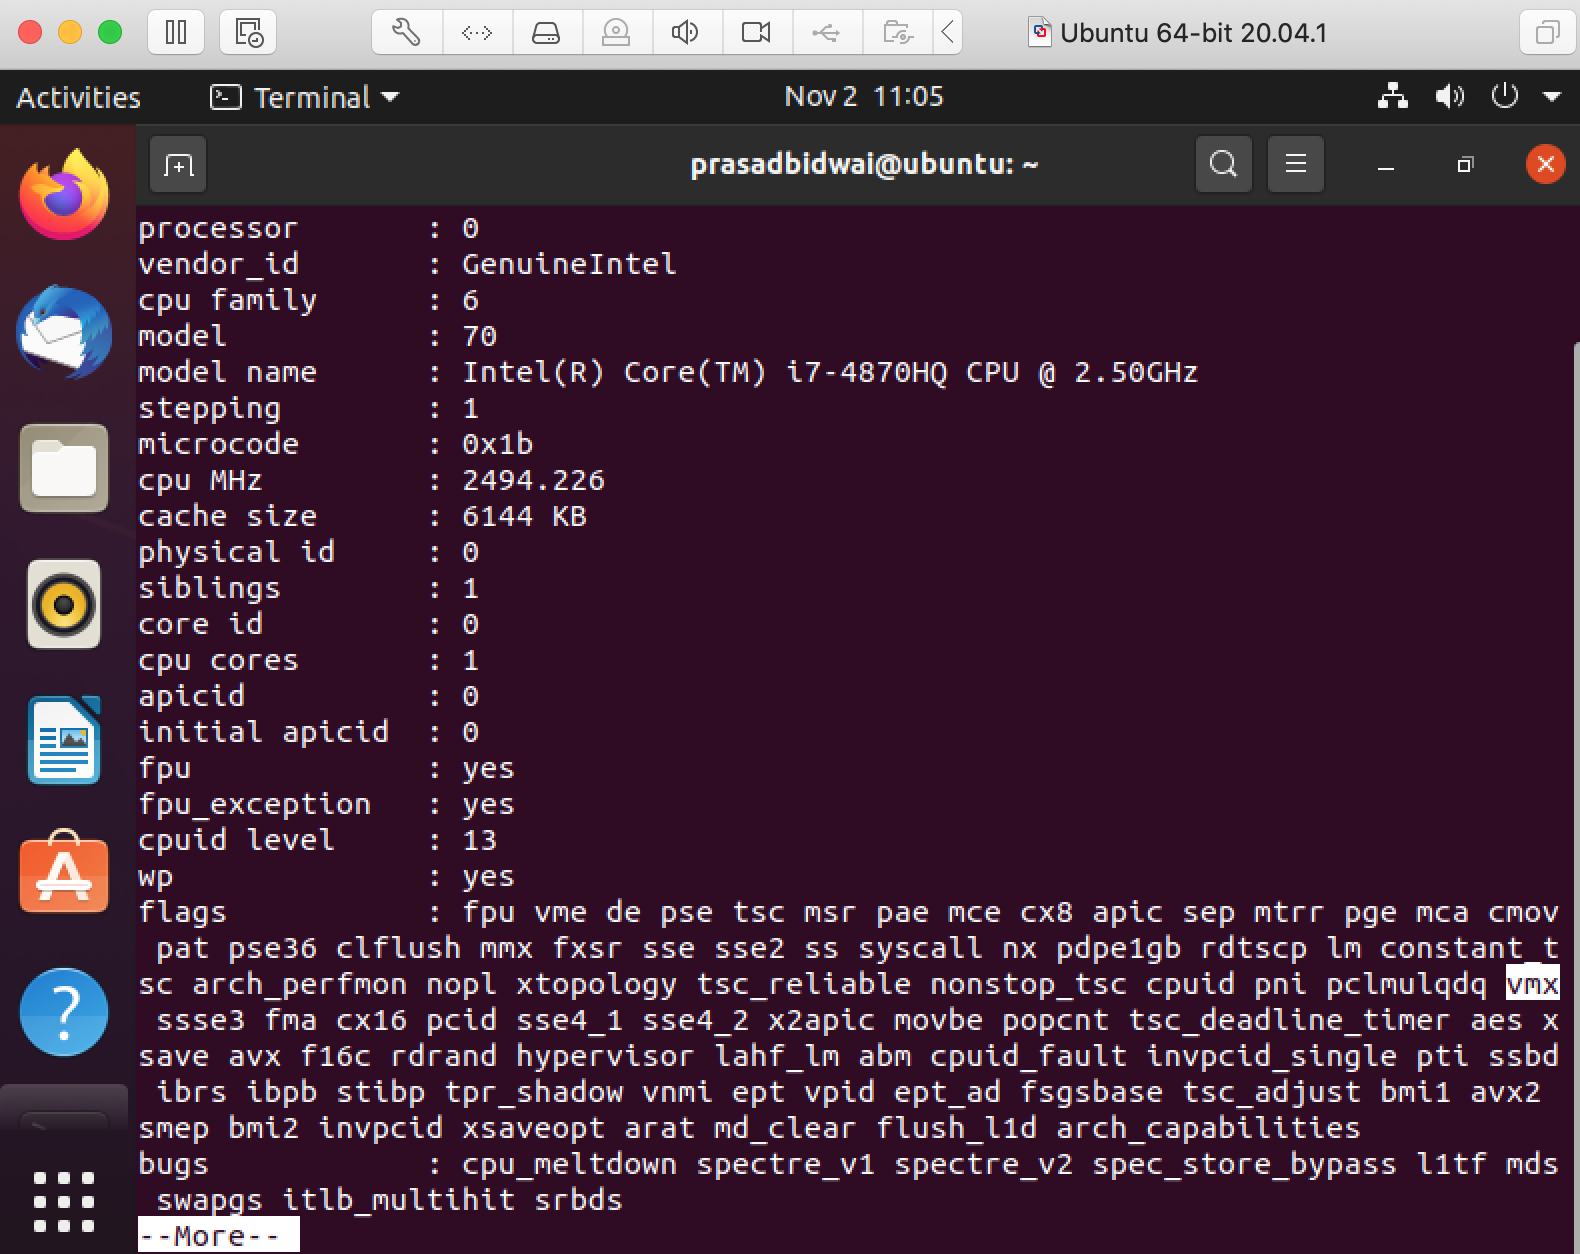 Ubuntu 64-bit 20.04.1
Activities Terminal Nov 2 11:05
prasadbidwai@ubuntu: ~
processor : 0
vendor_id : GenuineIntel
cpu family : 6
model : 70
model name : Intel(R) Core(TM) i7-4870HQ CPU @ 2.50GHz
stepping : 1
microcode : 0x1b
cpu MHz : 2494.226
cache size : 6144 KB
physical id : 0
siblings : 1
core id : 0
cpu cores : 1
apicid : 0
initial apicid : 0
fpu : yes
fpu_exception : yes
cpuid level : 13
wp : yes
flags : fpu vme de pse tsc msr pae mce cx8 apic sep mtrr pge mca cmov
 pat pse36 clflush mmx fxsr sse sse2 ss syscall nx pdpe1gb rdtscp lm constant_t
sc arch_perfmon nopl xtopology tsc_reliable nonstop_tsc cpuid pni pclmulqdq vmx
 ssse3 fma cx16 pcid sse4_1 sse4_2 x2apic movbe popcnt tsc_deadline_timer aes x
save avx f16c rdrand hypervisor lahf_lm abm cpuid_fault invpcid_single pti ssbd
 ibrs ibpb stibp tpr_shadow vnmi ept vpid ept_ad fsgsbase tsc_adjust bmi1 avx2
smep bmi2 invpcid xsaveopt arat md_clear flush_l1d arch_capabilities
bugs : cpu_meltdown spectre_v1 spectre_v2 spec_store_bypass l1tf mds
 swapgs itlb_multihit srbds
--More--